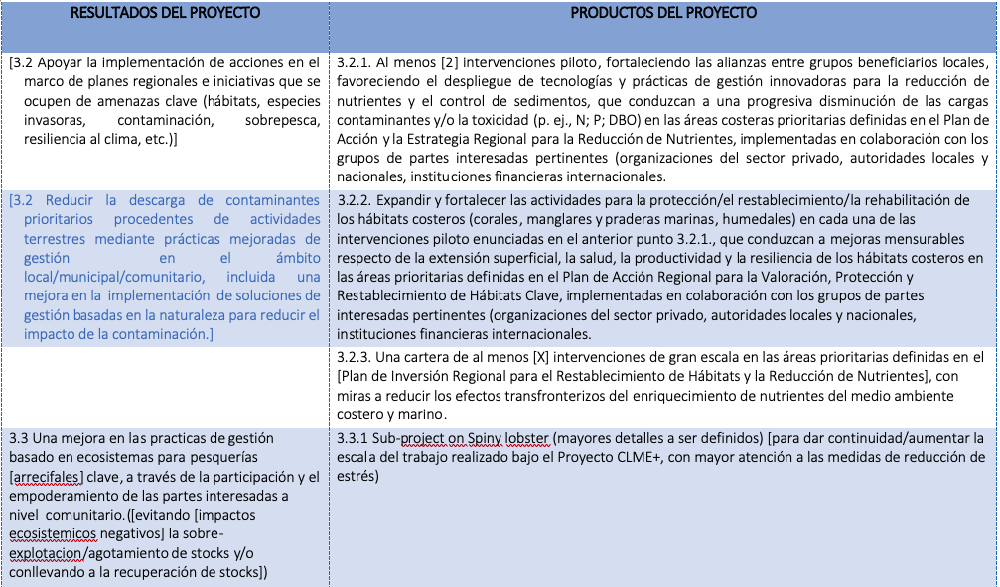 RESULTADOS DEL PROYECTO
PRODUCTOS DEL PROYECTO
[3.2 Apoyar la implementación de acciones en el
marco de planes regionales e iniciativas que se
ocupen de amenazas clave (hábitats, especies
invasoras, contaminación, sobrepesca,
resiliencia al clima, etc.)]
3.2.1. Al menos [2] intervenciones piloto, fortaleciendo las alianzas entre grupos beneficiarios locales,
favoreciendo el despliegue de tecnologías y prácticas de gestión innovadoras para la reducción de
nutrientes y el control de sedimentos, que conduzcan a una progresiva disminución de las cargas
contaminantes y/o la toxicidad (p. ej., N; P; DBO) en las áreas costeras prioritarias definidas en el Plan de
Acción y la Estrategia Regional para la Reducción de Nutrientes, implementadas en colaboración con los
grupos de partes interesadas pertinentes (organizaciones del sector privado, autoridades locales y
nacionales, instituciones financieras internacionales.
[3.2 Reducir la descarga de contaminantes
prioritarios procedentes de actividades
terrestres mediante prácticas mejoradas de
gestión en el ámbito
local/municipal/comunitario, incluida una
mejora en la implementación de soluciones de
gestión basadas en la naturaleza para reducir el
impacto de la contaminación.]
3.2.2. Expandir y fortalecer las actividades para la protección/el restablecimiento/la rehabilitación de
los hábitats costeros (corales, manglares y praderas marinas, humedales) en cada una de las
intervenciones piloto enunciadas en el anterior punto 3.2.1., que conduzcan a mejoras mensurables
respecto de la extensión superficial, la salud, la productividad y la resiliencia de los hábitats costeros en
las áreas prioritarias definidas en el Plan de Acción Regional para la Valoración, Protección y
Restablecimiento de Hábitats Clave, implementadas en colaboración con los grupos de partes
interesadas pertinentes (organizaciones del sector privado, autoridades locales y nacionales,
instituciones financieras internacionales.
3.2.3. Una cartera de al menos [X] intervenciones de gran escala en las áreas prioritarias definidas en el
[Plan de Inversión Regional para el Restablecimiento de Hábitats y la Reducción de Nutrientes], con
miras a reducir los efectos transfronterizos del enriquecimiento de nutrientes del medio ambiente
costero y marino.
3.3 Una mejora en las practicas de gestión
basado en ecosistemas para pesquerías
[arrecifales] clave, a través de la participación y el
empoderamiento de las partes interesadas a
nivel comunitario.([evitando [impactos
ecosistemicos negativos] la sobre-
explotacion/agotamiento de stocks y/o
conllevando a la recuperación de stocks])
3.3.1 Sub-project on Spiny lobster (mayores detalles a ser definidos) [para dar continuidad/aumentar la
escala del trabajo realizado bajo el Proyecto CLME+, con mayor atención a las medidas de reducción de
estrés)